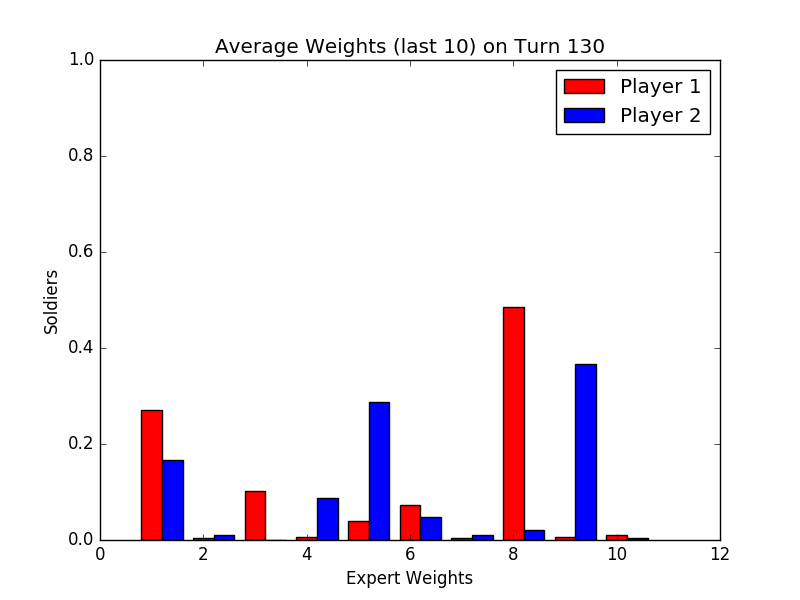 Average Weights (last 10) on Turn 130
1.0
Player 1
Player 2
0.8
0.6
Soldiers
0.4
0.2
0.0
0 2 4 6 8 10 12
Expert Weights